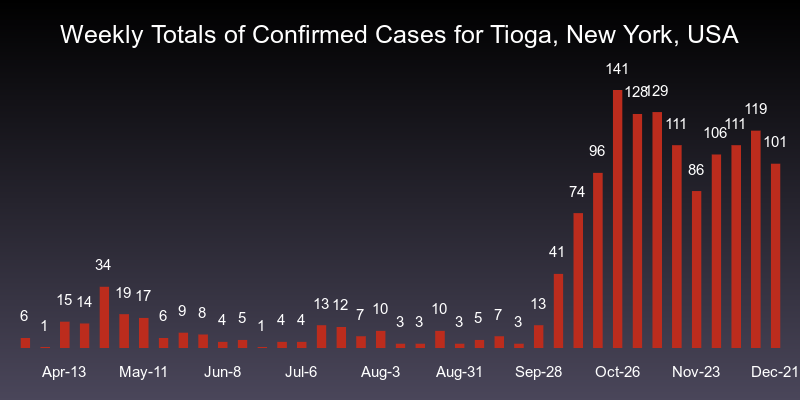 Weekly Totals of Confirmed Cases for Tioga, New York, USA
6 1 15 14 34 19 17 6 9 8 4 5 1 4 4 13 12 7 10 3 3 10 3 5 7 3 13 41 74 96 141 128 129 111 86 106 111 119 101
Apr-13 May-11 Jun-8 Jul-6 Aug-3 Aug-31 Sep-28 Oct-26 Nov-23 Dec-21